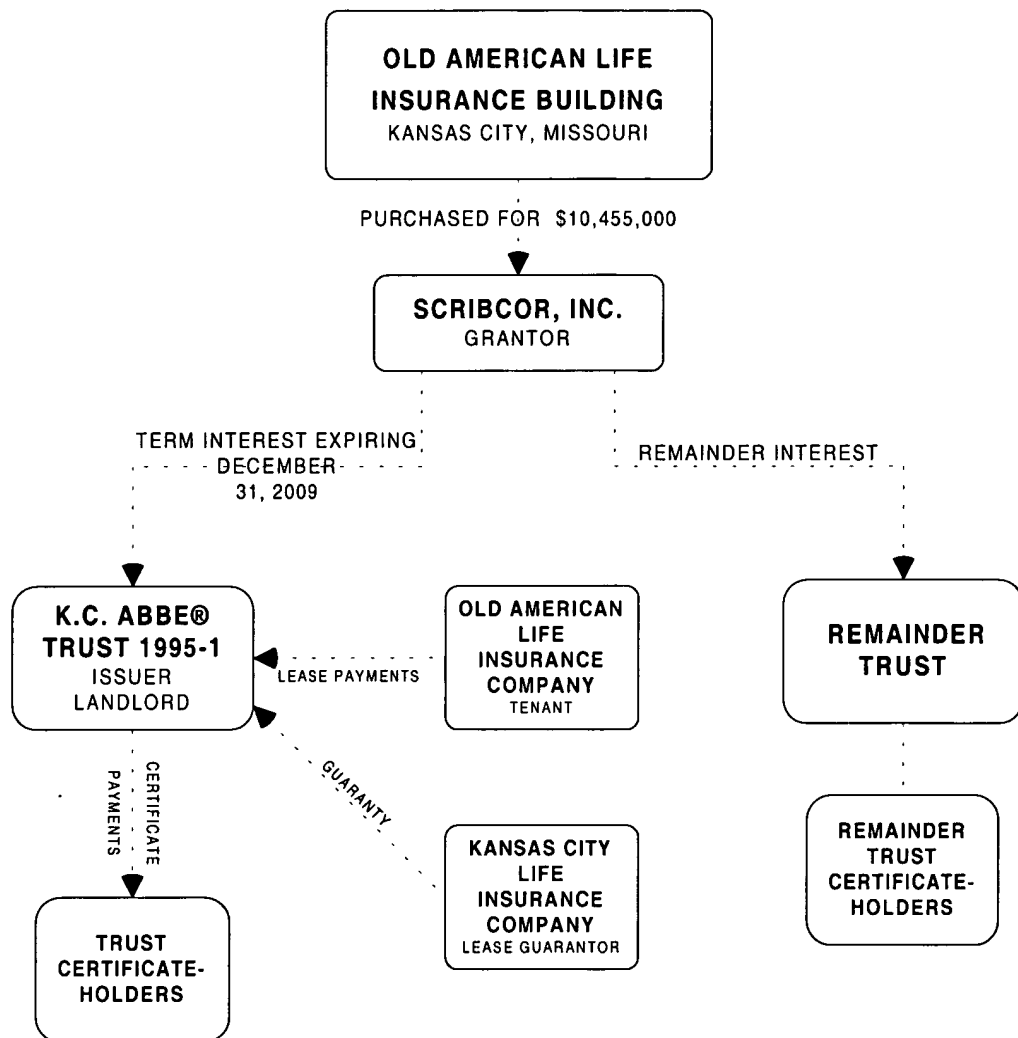 OLD AMERICAN LIFE
INSURANCE BUILDING
KANSAS CITY, MISSOURI
PURCHASED FOR $10,455,000
SCRIBCOR, INC.
GRANTOR
TERM INTEREST EXPIRING
DECEMBER
31, 2009
REMAINDER INTEREST
K.C. ABBE®
TRUST 1995-1
ISSUER
LANDLORD
LEASE PAYMENTS
OLD AMERICAN
LIFE
INSURANCE
COMPANY
TENANT
REMAINDER
TRUST
CERTIFICATE
PAYMENTS
GUARANTY
KANSAS CITY
LIFE
INSURANCE
COMPANY
LEASE GUARANTOR
REMAINDER
TRUST
CERTIFICATE-
HOLDERS
TRUST
CERTIFICATE-
HOLDERS